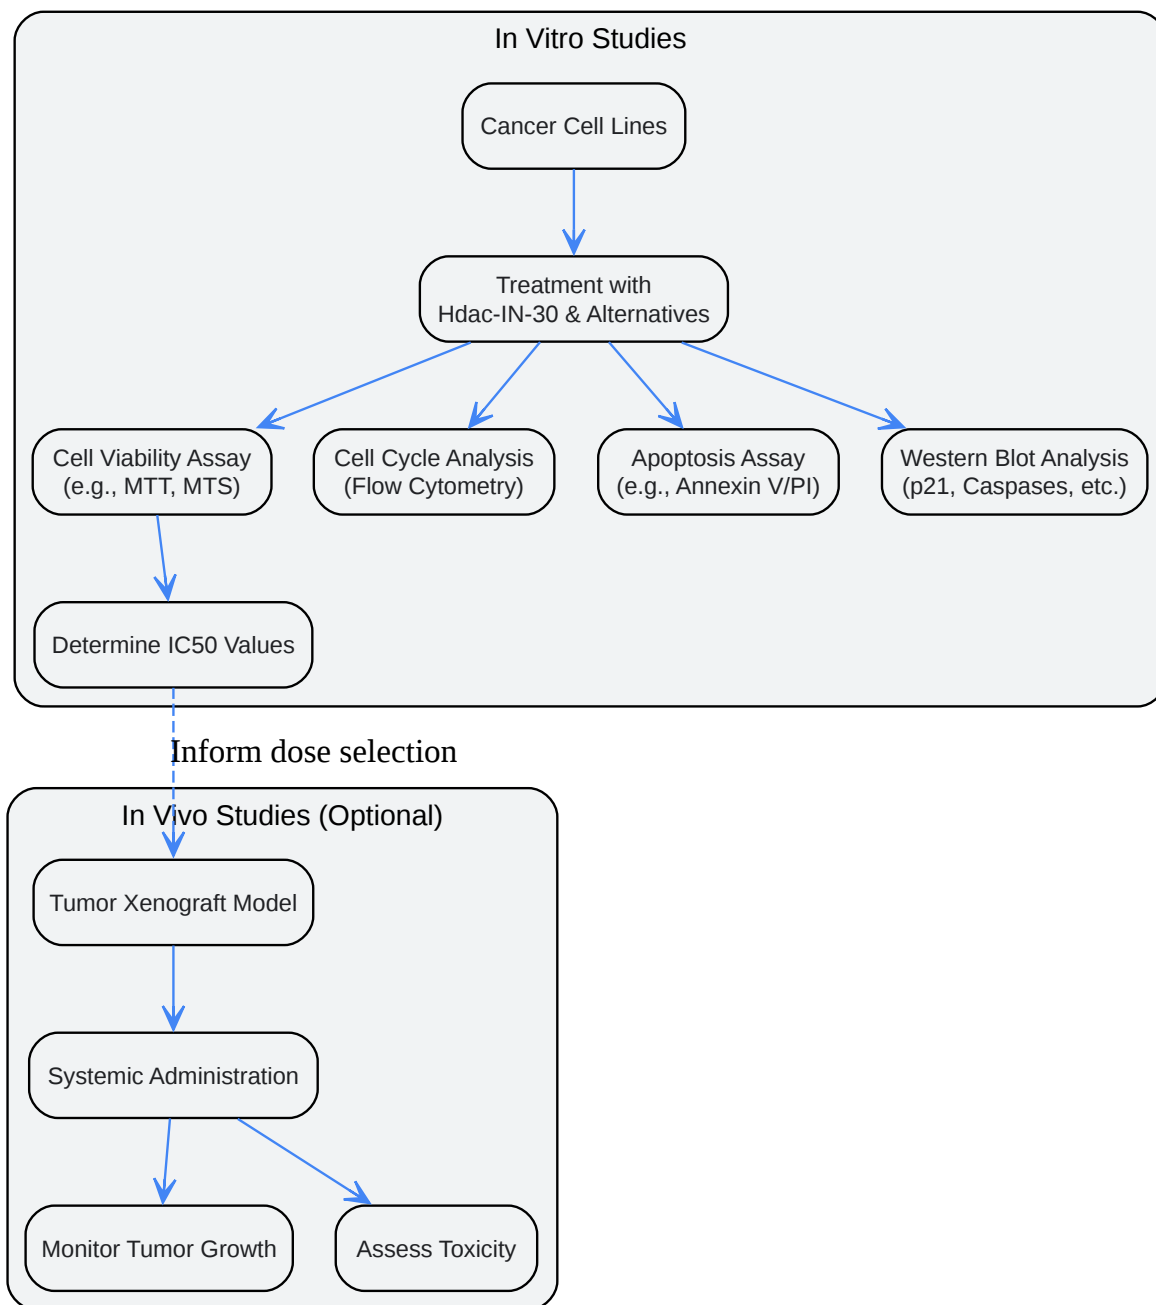 In Vitro Studies
Cancer Cell Lines
Treatment with
Hdac-IN-30 & Alternatives
Cell Viability Assay
(e.g., MTT, MTS)
Cell Cycle Analysis
(Flow Cytometry)
Apoptosis Assay
(e.g., Annexin V/PI)
Western Blot Analysis
(p21, Caspases, etc.)
Determine IC50 Values
Inform dose selection
In Vivo Studies (Optional)
Tumor Xenograft Model
Systemic Administration
Monitor Tumor Growth
Assess Toxicity